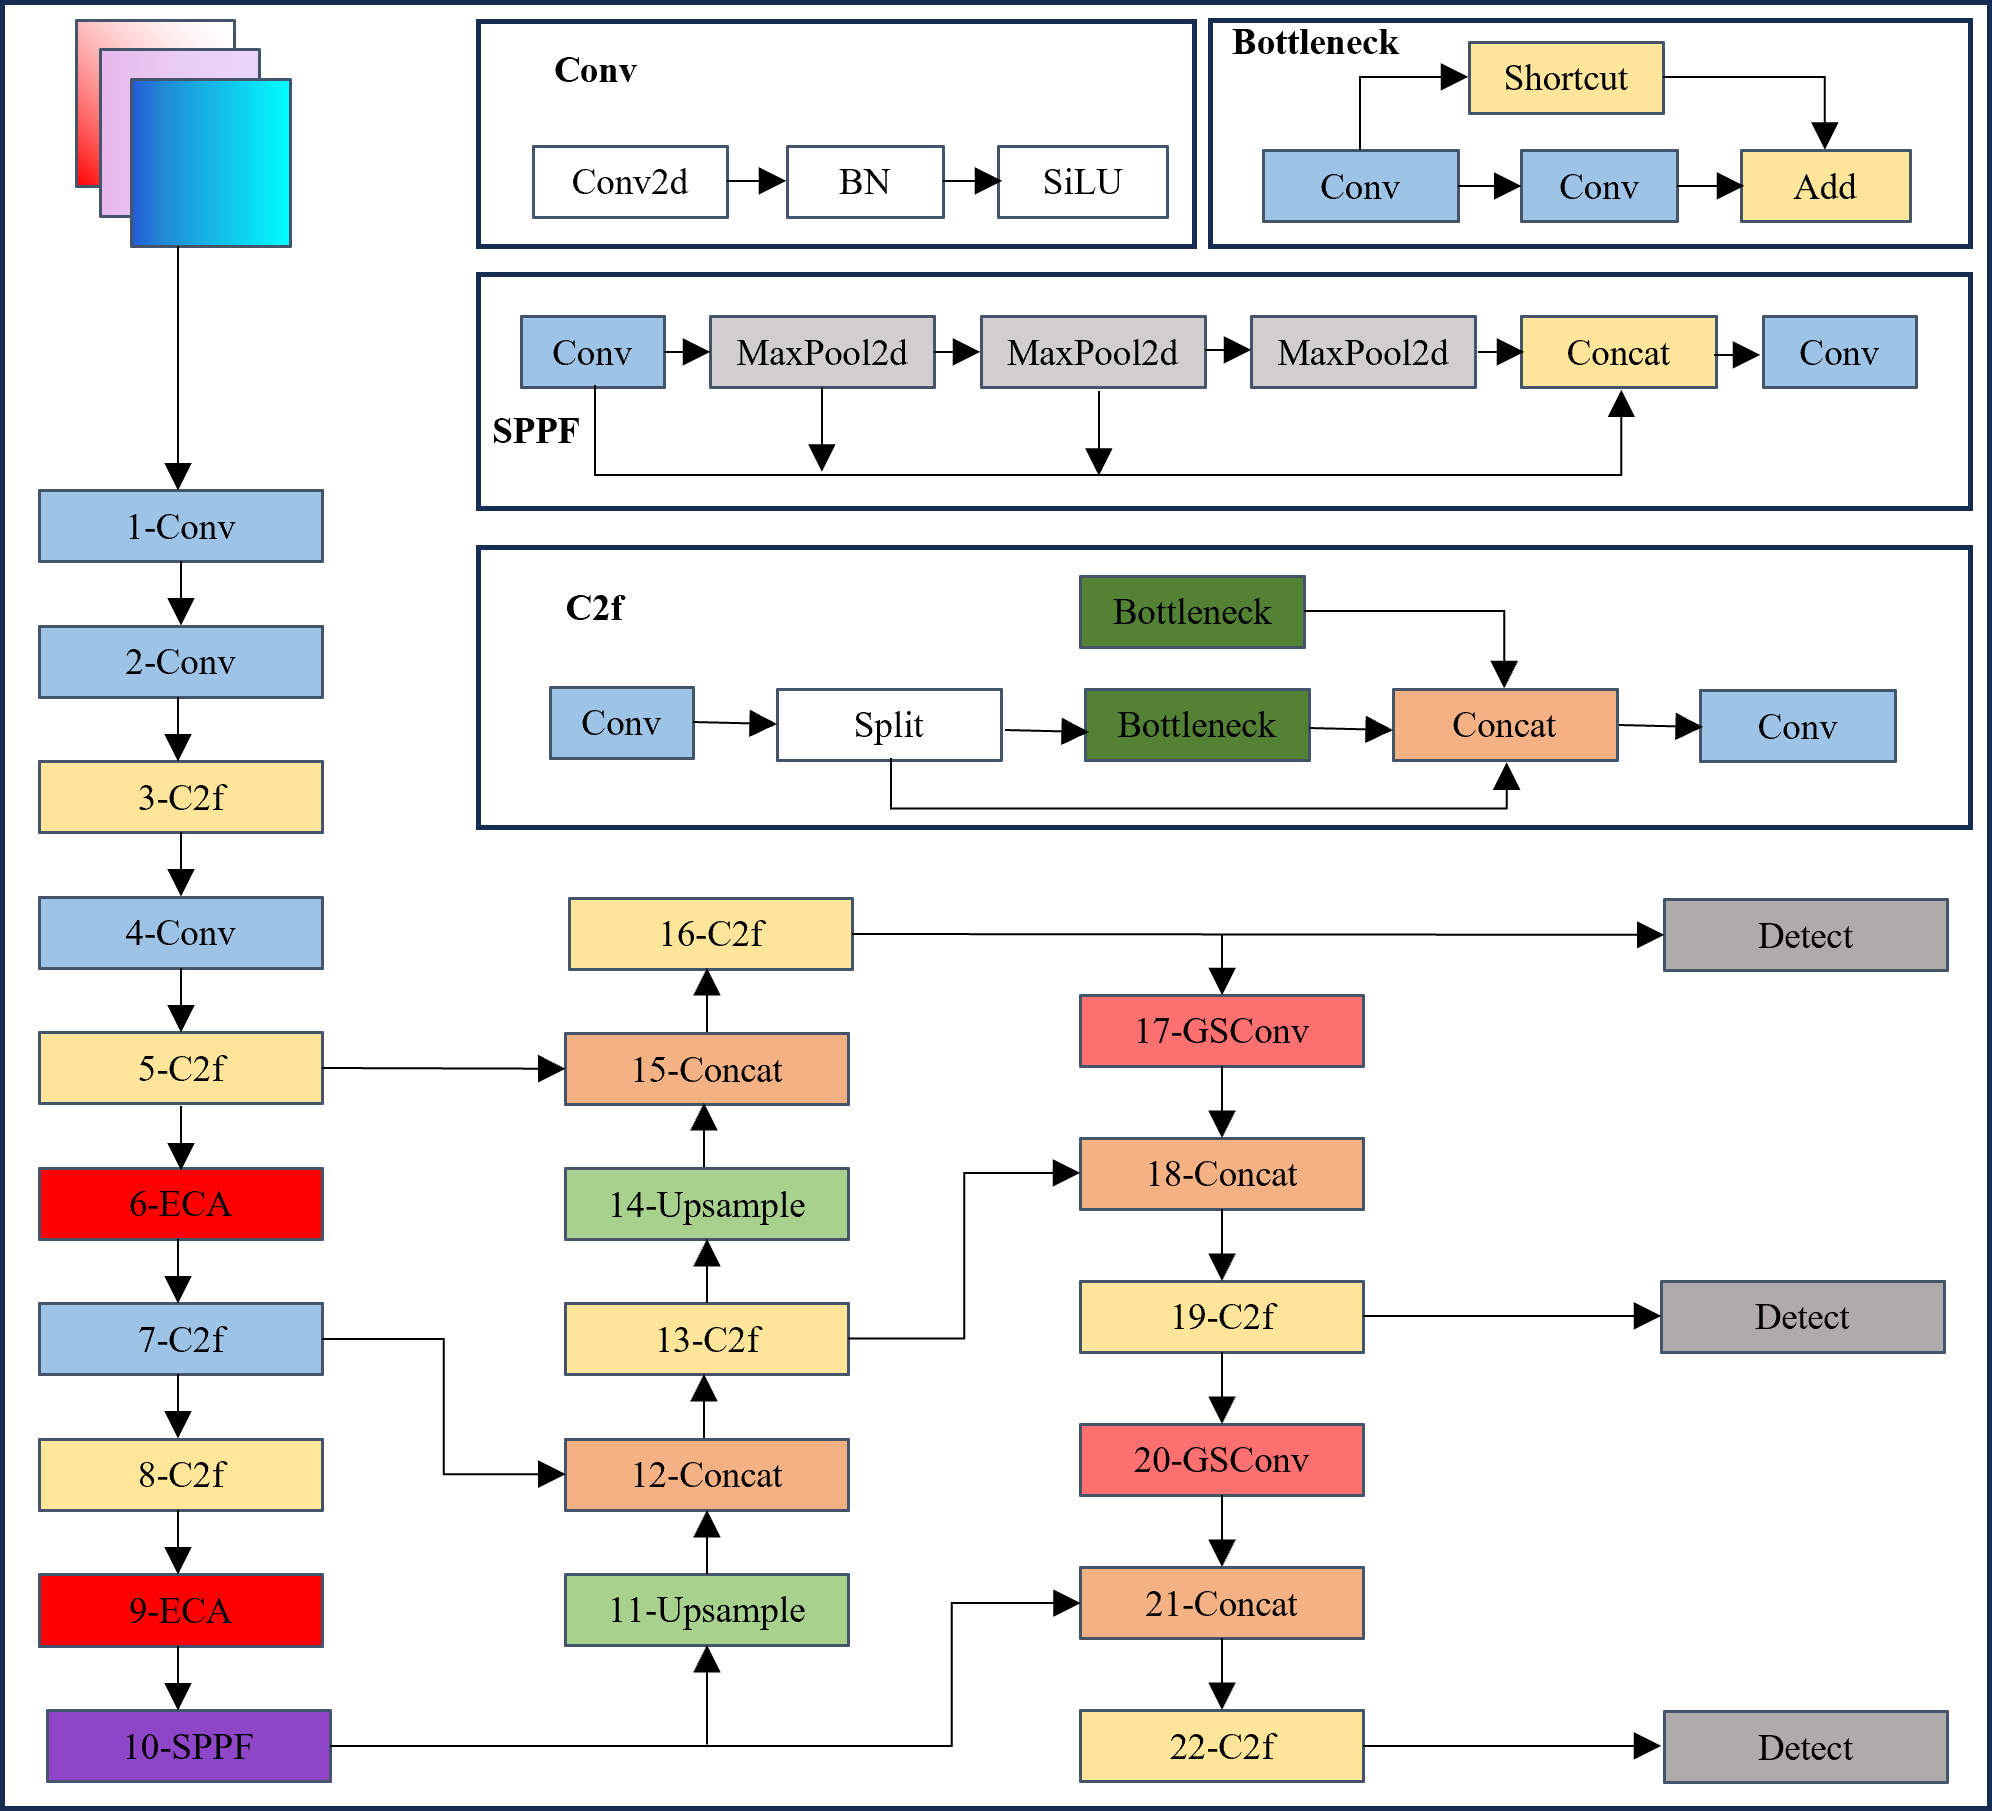 Conv
Conv2d
BN
SiLU
Bottleneck
Shortcut
Conv
Conv
Add
Conv
MaxPool2d
MaxPool2d
MaxPool2d
Concat
Conv
SPPF
C2f
Bottleneck
Conv
Split
Bottleneck
Concat
Conv
1-Conv
2-Conv
3-C2f
4-Conv
5-C2f
6-ECA
7-C2f
8-C2f
9-ECA
10-SPPF
16-C2f
15-Concat
14-Upsample
13-C2f
12-Concat
11-Upsample
17-GSConv
18-Concat
19-C2f
20-GSConv
21-Concat
22-C2f
Detect
Detect
Detect